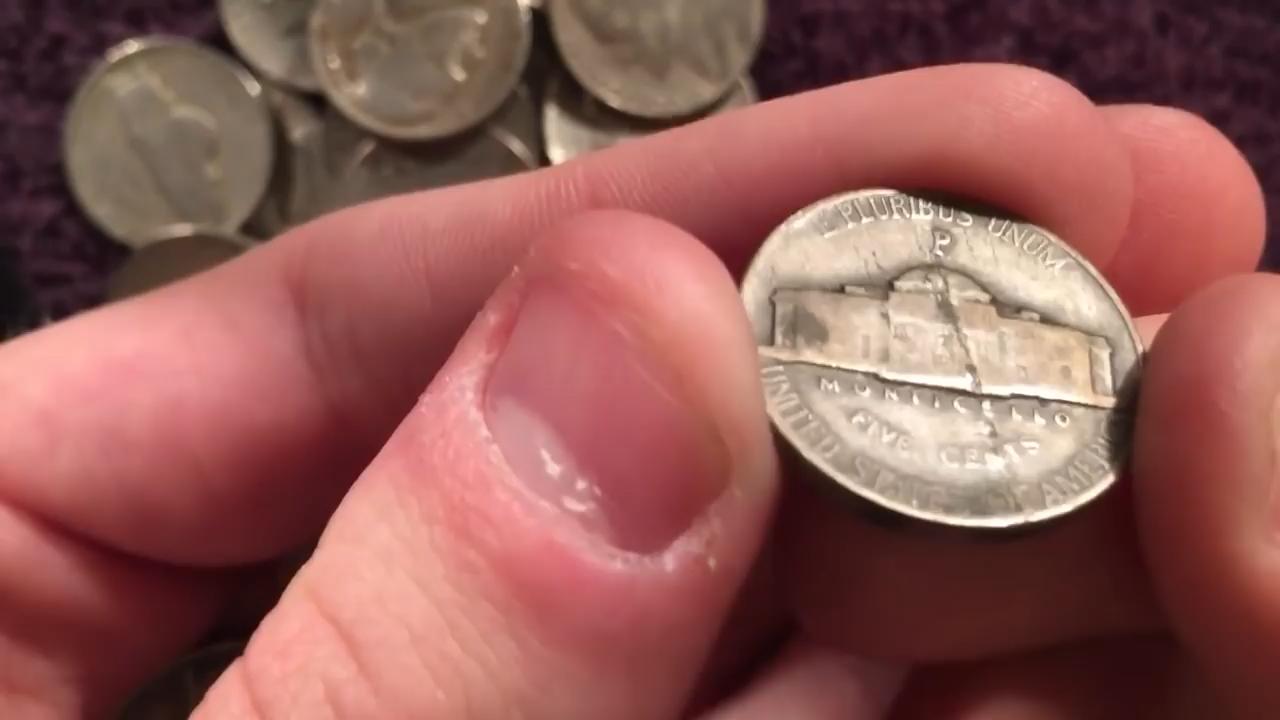 E PLURIBUS UNUM
P
MONTICELLO
FIVE CENTS
UNITED STATES OF AMERICA